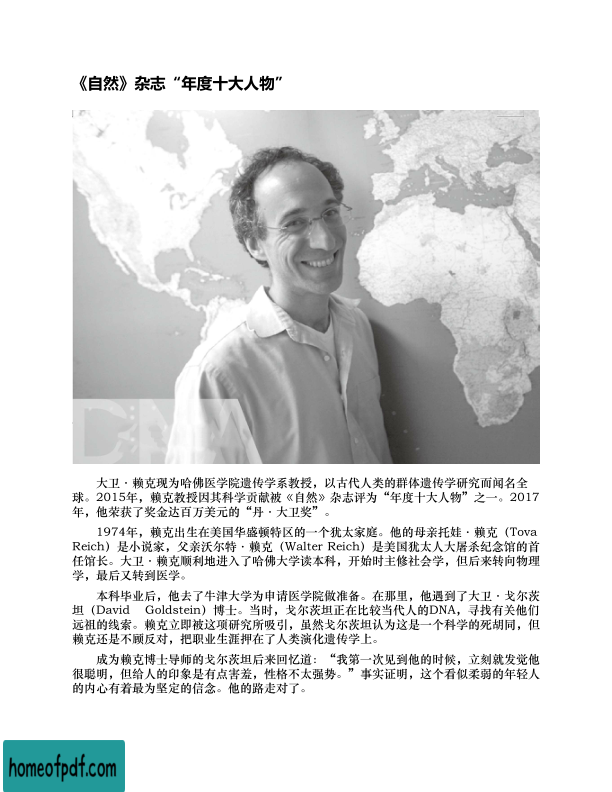 《自然》杂志“年度十大人物”
DNA
大卫·赖克现为哈佛医学院遗传学系教授，以古代人类的群体遗传学研究而闻名全
球。2015年，赖克教授因其科学贡献被《自然》杂志评为“年度十大人物”之一。2017
年，他荣获了奖金达百万美元的“丹·大卫奖”。
1974年，赖克出生在美国华盛顿特区的一个犹太家庭。他的母亲托娃·赖克（Tova
Reich）是小说家，父亲沃尔特·赖克（Walter Reich）是美国犹太人大屠杀纪念馆的首
任馆长。大卫·赖克顺利地进入了哈佛大学读本科，开始时主修社会学，但后来转向物理
学，最后又转到医学。
本科毕业后，他去了牛津大学为申请医学院做准备。在那里，他遇到了大卫·戈尔茨
坦（David Goldstein）博士。当时，戈尔茨坦正在比较当代人的DNA，寻找有关他们
远祖的线索。赖克立即被这项研究所吸引，虽然戈尔茨坦认为这是一个科学的死胡同，但
赖克还是不顾反对，把职业生涯押在了人类演化遗传学上。
成为赖克博士导师的戈尔茨坦后来回忆道：“我第一次见到他的时候，立刻就发觉他
很聪明，但给人的印象是有点害羞，性格不太强势。”事实证明，这个看似柔弱的年轻人
的内心有着最为坚定的信念。他的路走对了。
homeofpdf.com